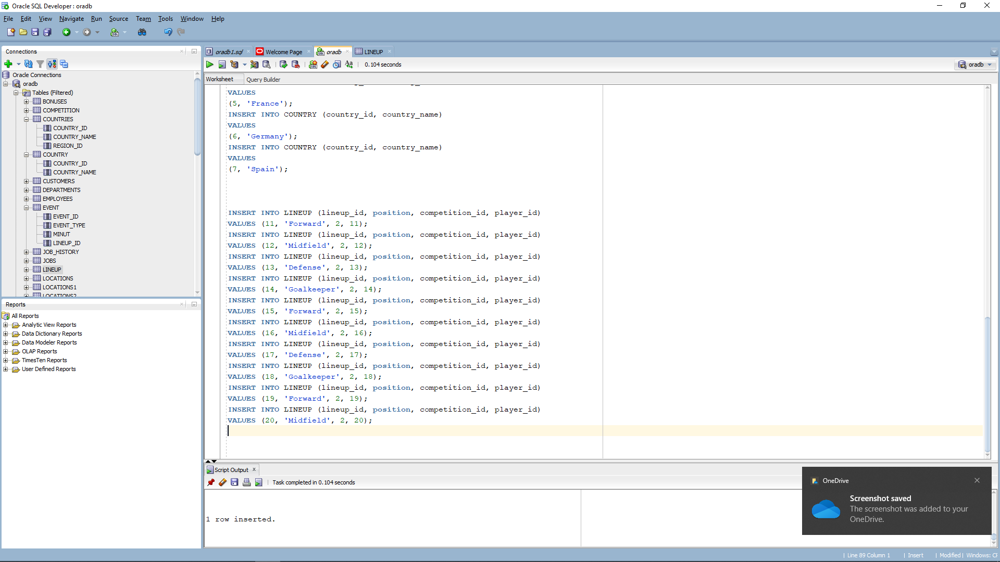 Oracle SQL Developer : oradb
File Edit View Navigate Run Source Team Tools Window Help
Connections
Oracle Connections
oradb
Tables (Filtered)
BONUSES
COMPETITION
COUNTRIES
COUNTRY_ID
COUNTRY_NAME
REGION_ID
COUNTRY
COUNTRY_ID
COUNTRY_NAME
CUSTOMERS
DEPARTMENTS
EMPLOYEES
EVENT
EVENT_ID
EVENT_TYPE
MINUT
LINEUP_ID
JOB_HISTORY
JOBS
LINEUP
LOCATIONS
LOCATIONS1
LOCATIONS2
Reports
All Reports
Analytic View Reports
Data Dictionary Reports
Data Modeler Reports
OLAP Reports
TimesTen Reports
User Defined Reports
oradb1.sql Welcome Page oradb LINEUP
0.104 seconds
oradb
Worksheet Query Builder
VALUES
(5, 'France');
INSERT INTO COUNTRY (country_id, country_name)
VALUES
(6, 'Germany');
INSERT INTO COUNTRY (country_id, country_name)
VALUES
(7, 'Spain');
INSERT INTO LINEUP (lineup_id, position, competition_id, player_id)
VALUES (11, 'Forward', 2, 11);
INSERT INTO LINEUP (lineup_id, position, competition_id, player_id)
VALUES (12, 'Midfield', 2, 12);
INSERT INTO LINEUP (lineup_id, position, competition_id, player_id)
VALUES (13, 'Defense', 2, 13);
INSERT INTO LINEUP (lineup_id, position, competition_id, player_id)
VALUES (14, 'Goalkeeper', 2, 14);
INSERT INTO LINEUP (lineup_id, position, competition_id, player_id)
VALUES (15, 'Forward', 2, 15);
INSERT INTO LINEUP (lineup_id, position, competition_id, player_id)
VALUES (16, 'Midfield', 2, 16);
INSERT INTO LINEUP (lineup_id, position, competition_id, player_id)
VALUES (17, 'Defense', 2, 17);
INSERT INTO LINEUP (lineup_id, position, competition_id, player_id)
VALUES (18, 'Goalkeeper', 2, 18);
INSERT INTO LINEUP (lineup_id, position, competition_id, player_id)
VALUES (19, 'Forward', 2, 19);
INSERT INTO LINEUP (lineup_id, position, competition_id, player_id)
VALUES (20, 'Midfield', 2, 20);
Script Output
Task completed in 0.104 seconds
1 row inserted.
OneDrive
Screenshot saved
The screenshot was added to your
OneDrive.
Line 89 Column 1 Insert Modified Windows: